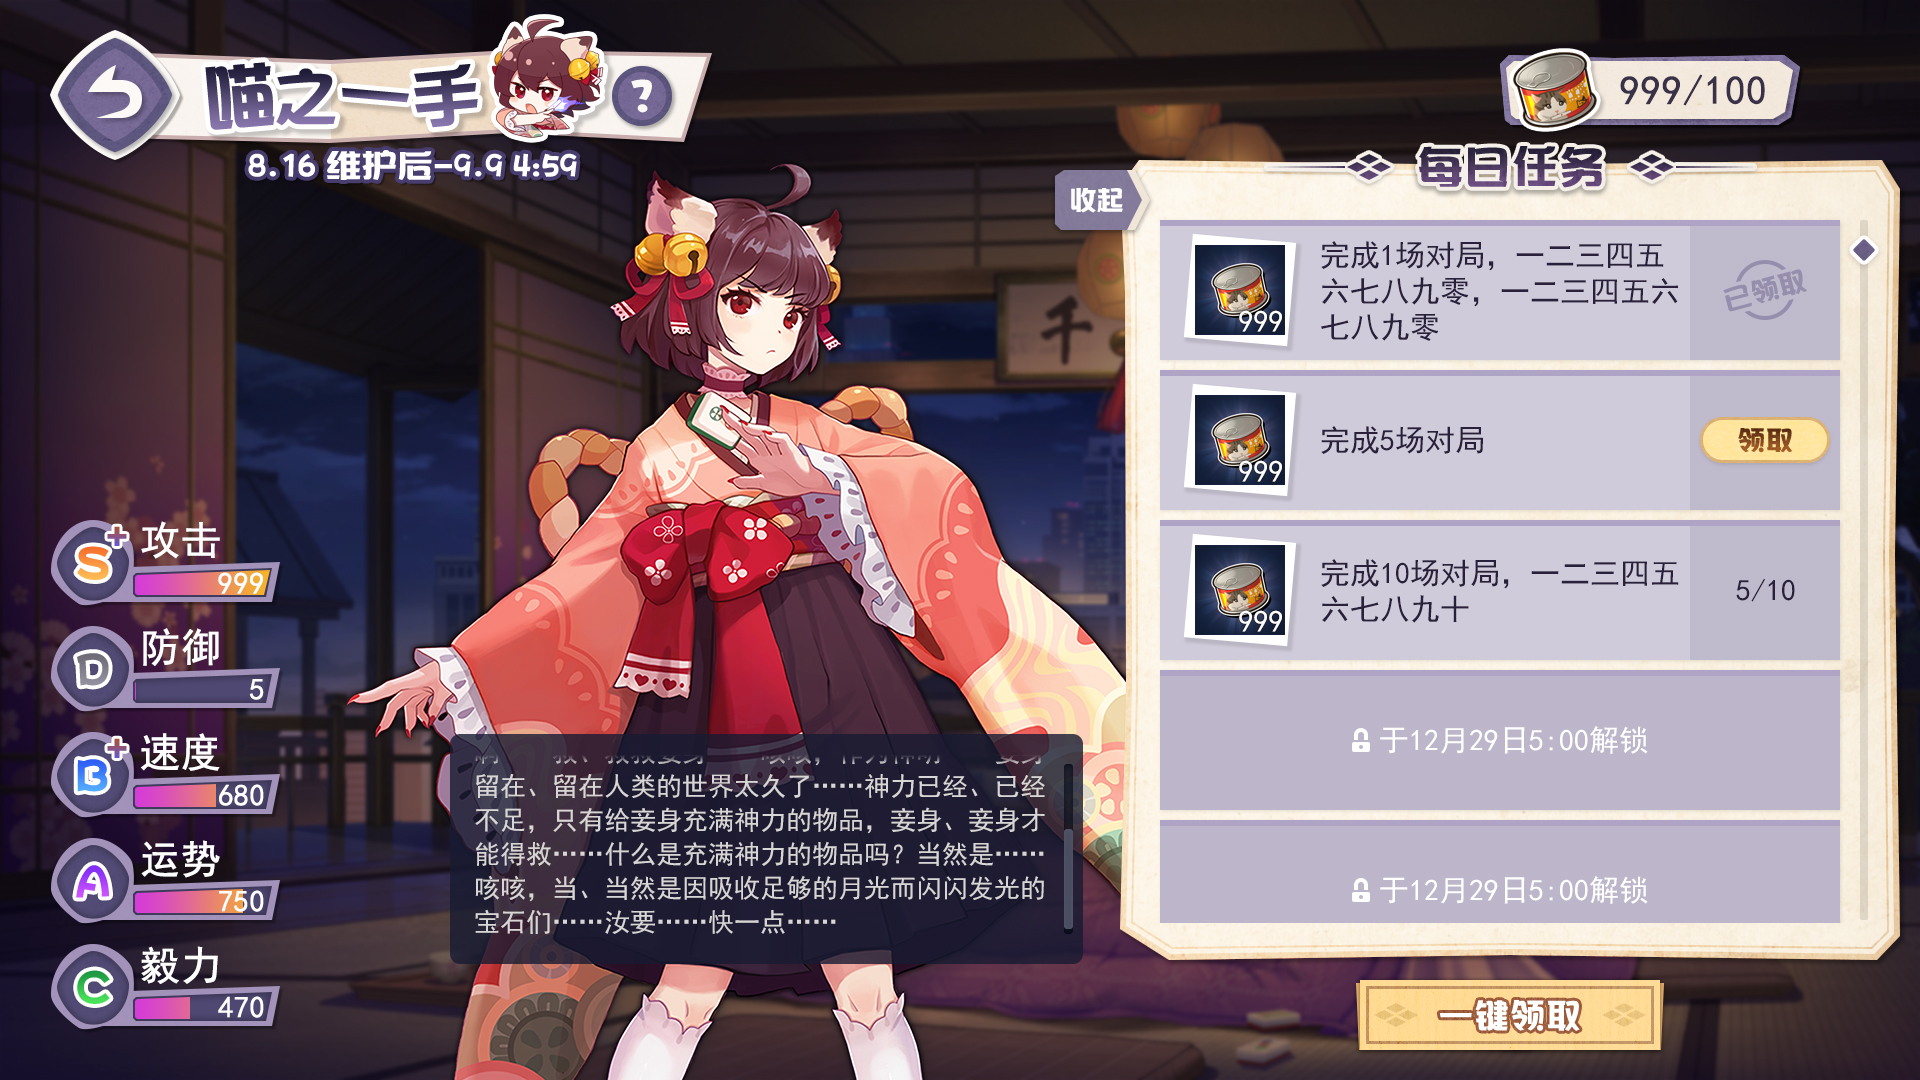 喵之一手
?
8.16 维护后-9.9 4:59
999/100
每日任务
收起
完成1场对局，一二三四五
六七八九零，一二三四五六
七八九零
999
已领取
完成5场对局
999
领取
完成10场对局，一二三四五
六七八九十
999
5/10
于12月29日5:00解锁
于12月29日5:00解锁
一键领取
千
S+ 攻击
999
D 防御
5
B+ 速度
680
A 运势
750
C 毅力
470
留在、留在人类的世界太久了……神力已经、已经
不足，只有给妾身充满神力的物品，妾身、妾身才
能得救……什么是充满神力的物品吗？当然是……
咳咳，当、当然是因吸收足够的月光而闪闪发光的
宝石们……汝要……快一点……